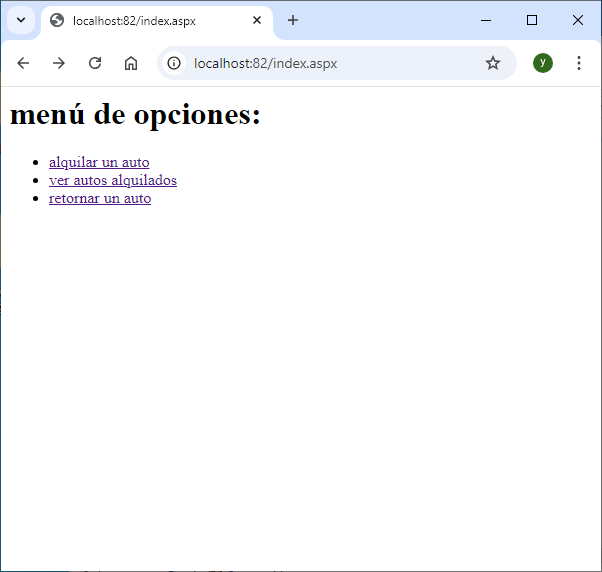 localhost:82/index.aspx
localhost:82/index.aspx
y
menú de opciones:
alquilar un auto
ver autos alquilados
retornar un auto